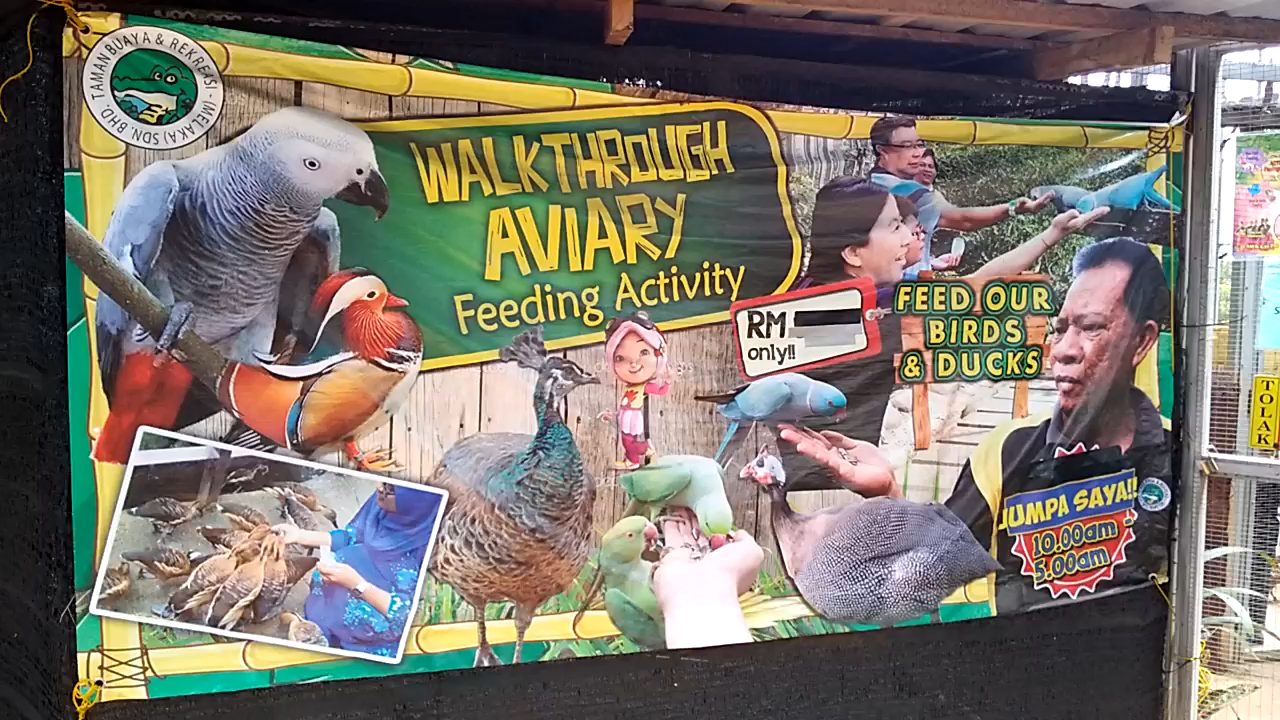 TAMAN BUAYA & REKREASI - (MELAKA) SDN. BHD.
WALKTHROUGH
AVIARY
Feeding Activity
RM
only!!
FEED OUR
BIRDS
& DUCKS
JUMPA SAYA!!
10.00am -
5.00am
TOLAK